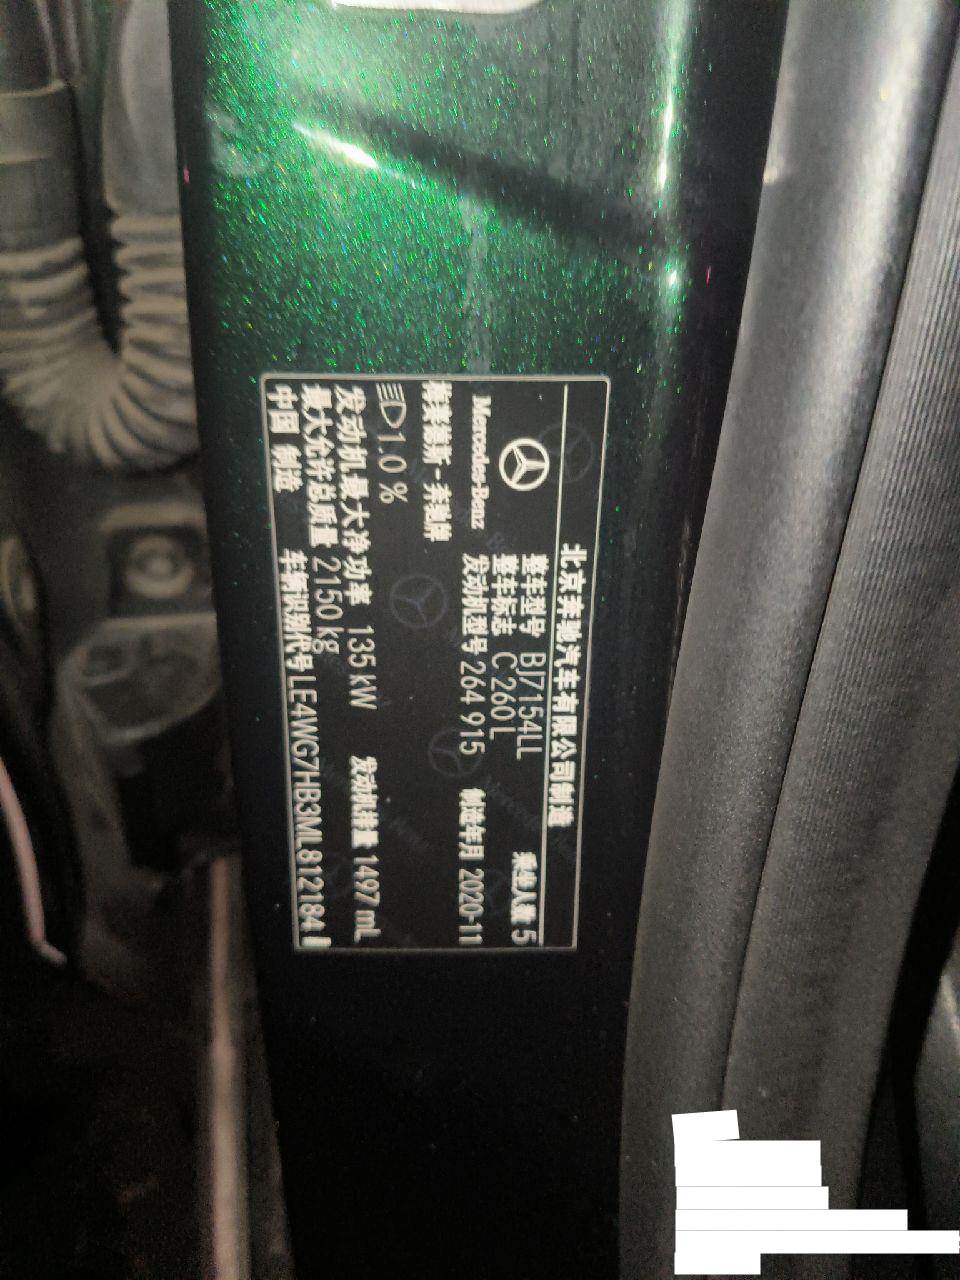 北京奔驰汽车有限公司制造
Mercedes-Benz
整车型号 BJ7154LL 乘坐人数 5
整车标志 C 260 L
发动机型号 264 915 制造年月 2020-11
梅赛德斯-奔驰牌
1.0 %
发动机最大净功率 135 kW 发动机排量 1497 mL
最大允许总质量 2150 kg
中国 制造 车辆识别代号 LE4WG7HB3ML812184